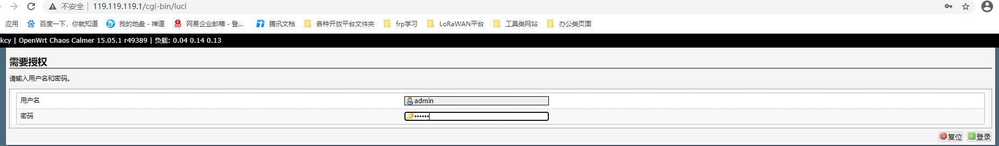 不安全 | 119.119.119.1/cgi-bin/luci
应用 百度一下，你就知道 我的地盘 - 禅道 网易企业邮箱 - 登... 腾讯文档 各种开放平台文件夹 frp学习 LoRaWAN平台 工具类网站 办公类页面
kcy | OpenWrt Chaos Calmer 15.05.1 r49389 | 负载: 0.04 0.14 0.13
需要授权
请输入用户名和密码。
用户名 admin
密码 ••••••
复位 登录